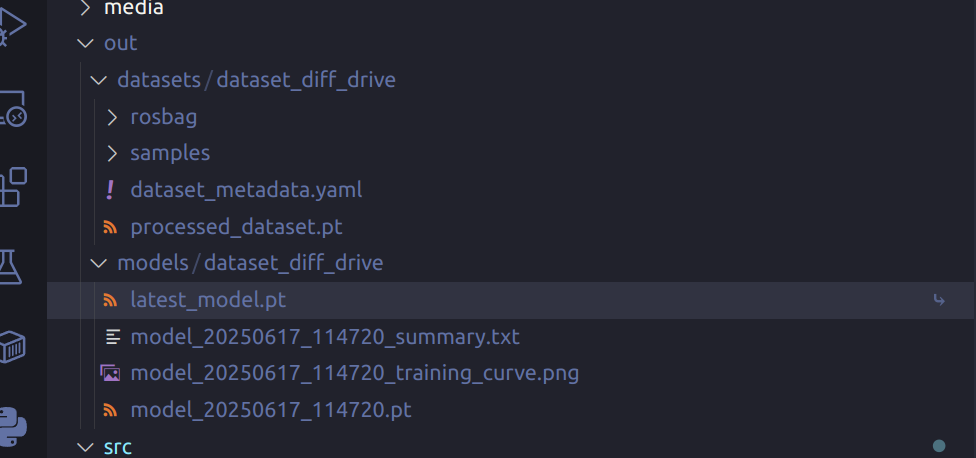 media
out
datasets/dataset_diff_drive
rosbag
samples
dataset_metadata.yaml
processed_dataset.pt
models/dataset_diff_drive
latest_model.pt
model_20250617_114720_summary.txt
model_20250617_114720_training_curve.png
model_20250617_114720.pt
src